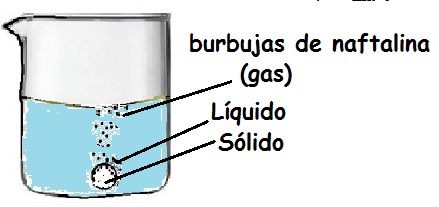 burbujas de naftalina
(gas)
Líquido
Sólido